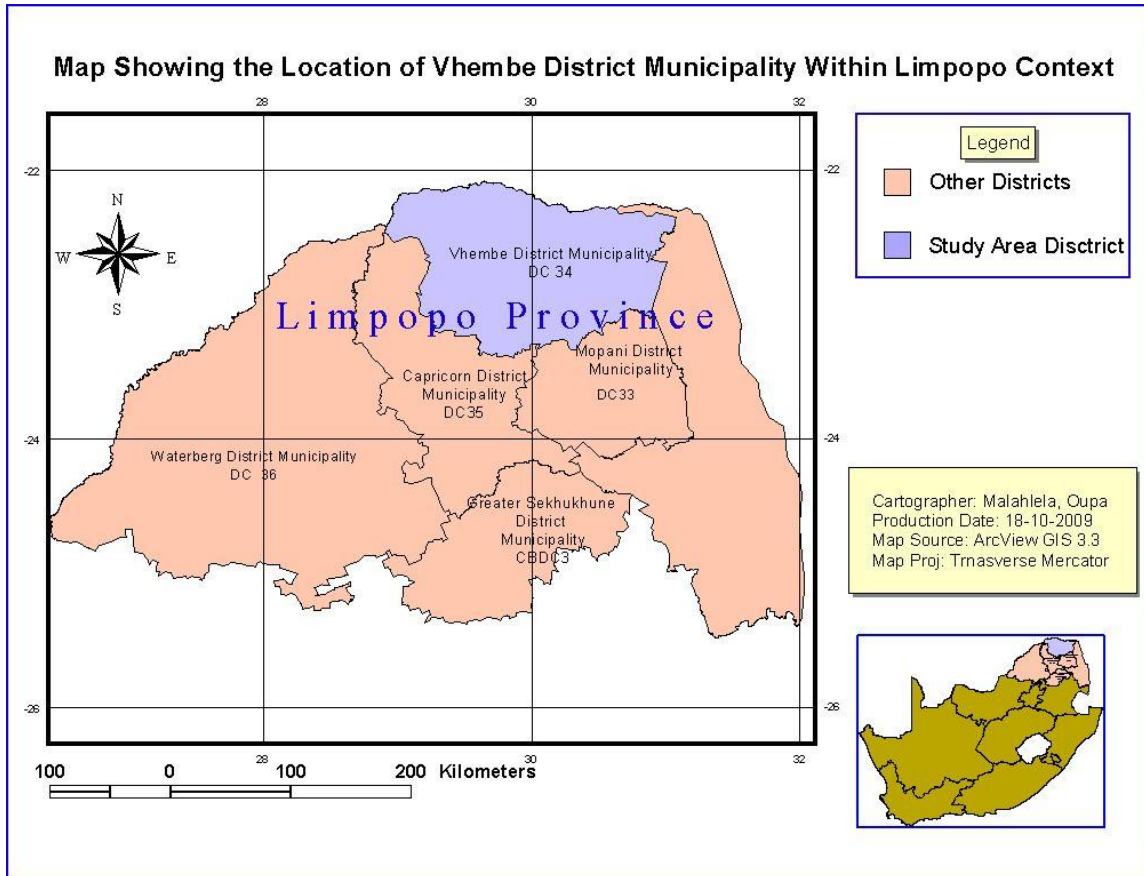 Map Showing the Location of Vhembe District Municipality Within Limpopo Context
28
30
32
-22
-22
N
W
E
S
Vhembe District Municipality
DC 34
Limpopo Province
Mopani District
Municipality
DC33
Capricorn District
Municipality
DC35
-24
-24
Waterberg District Municipality
DC 36
Greater Sekhukhune
District
Municipality
CBDC3
-26
-26
28
30
32
100
0
100
200 Kilometers
Legend
Other Districts
Study Area Disctrict
Cartographer: Malahlela, Oupa
Production Date: 18-10-2009
Map Source: ArcView GIS 3.3
Map Proj: Trnasverse Mercator